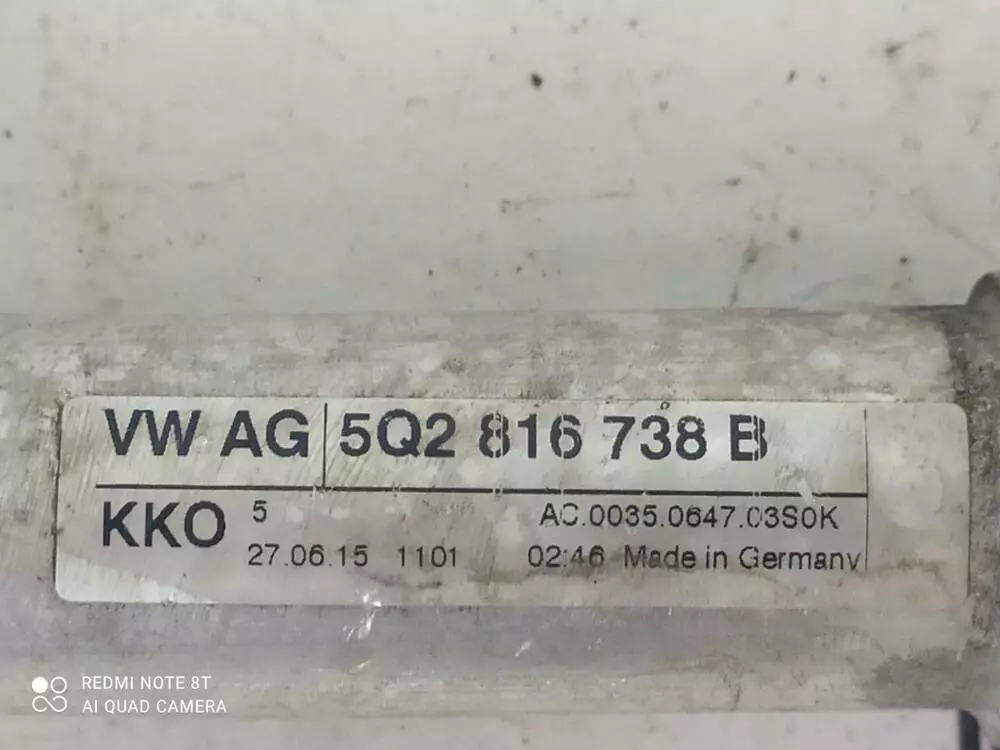 VW AG 5Q2 816 738 B
KKO 5 AC.0035.0647.03S0K
27.06.15 1101 02:46 Made in Germany
REDMI NOTE 8T
AI QUAD CAMERA